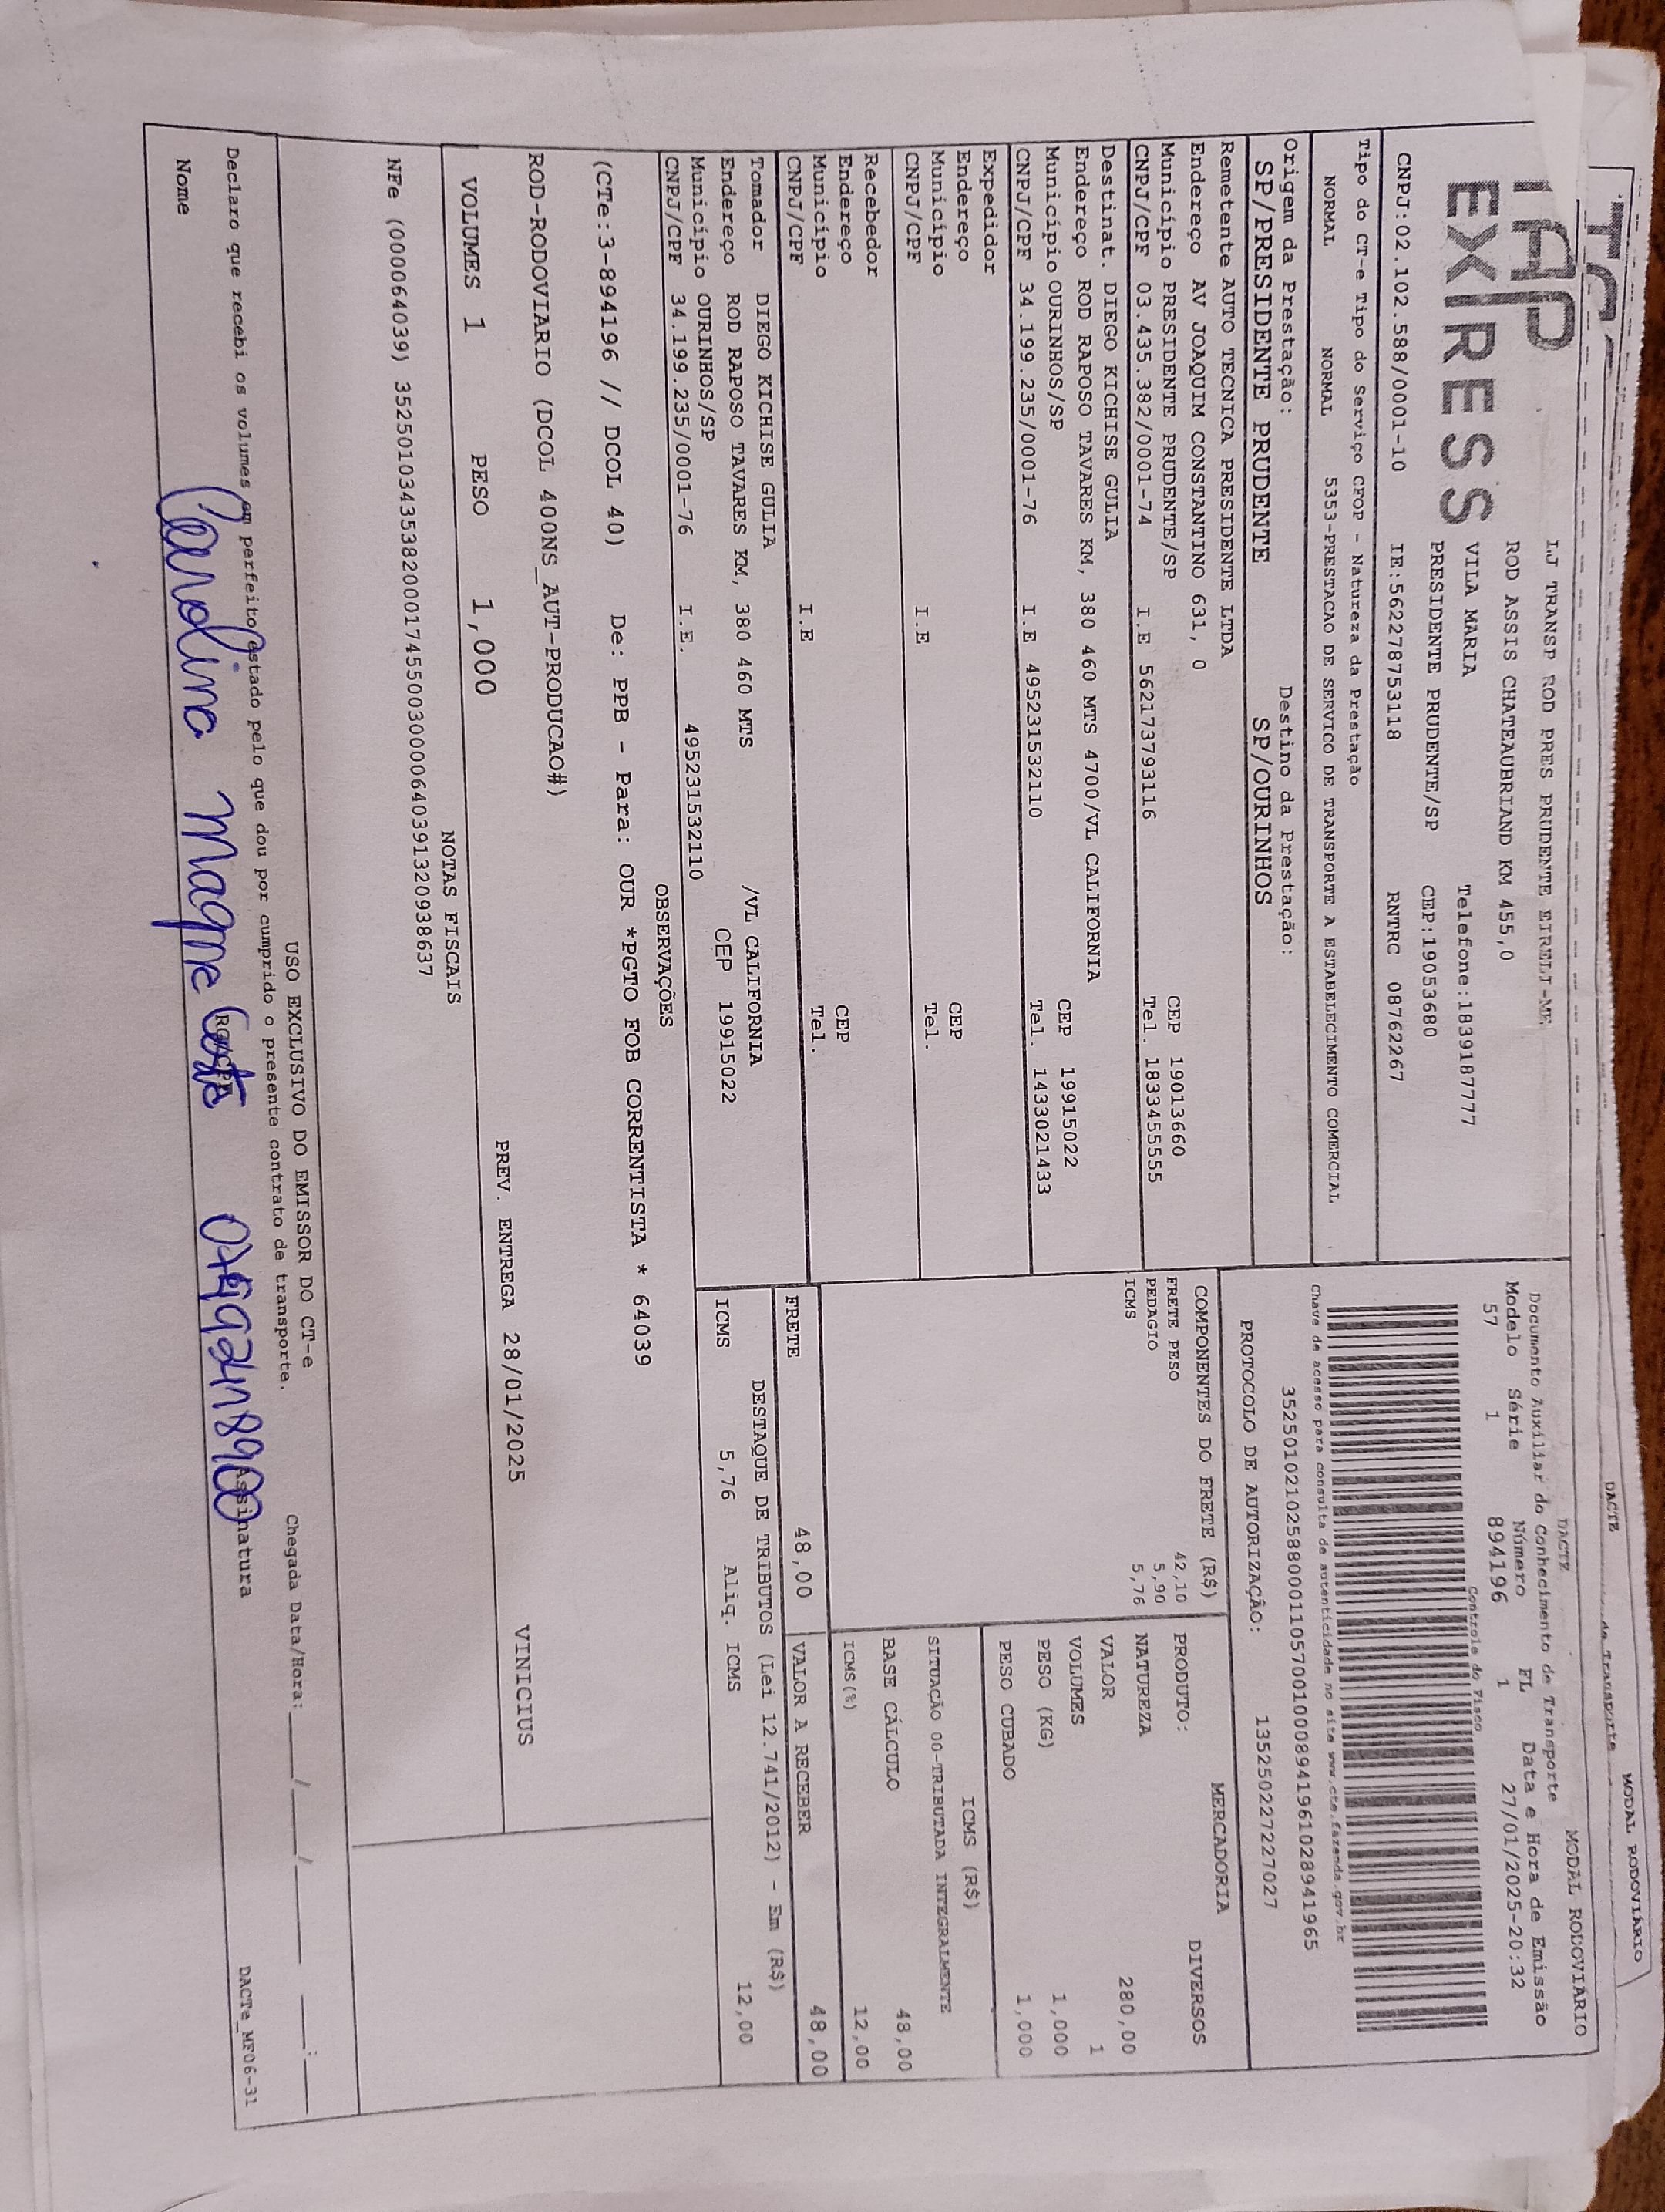 DACTE
MODAL RODOVIÁRIO
de Transporte
EXPRESS
LJ TRANSP ROD PRES PRUDENTE EIRELI-ME
ROD ASSIS CHATEAUBRIAND KM 455,0
VILA MARIA Telefone:1839187777
PRESIDENTE PRUDENTE/SP CEP:19053680
CNPJ:02.102.588/0001-10 IE:562278753118 RNTRC 08762267
DACTE MODAL RODOVIÁRIO
Documento Auxiliar do Conhecimento de Transporte
Modelo Série Número FL Data e Hora de Emissão
57 1 894196 1 27/01/2025-20:32
Controle do Fisco
Chave de acesso para consulta de autenticidade no site www.cte.fazenda.gov.br
35250102102588000110570010008941961028941965
PROTOCOLO DE AUTORIZAÇÃO: 135250227227027
Tipo do CT-e Tipo do Serviço CFOP - Natureza da Prestação
NORMAL NORMAL 5353-PRESTACAO DE SERVICO DE TRANSPORTE A ESTABELECIMENTO COMERCIAL
Origem da Prestação: Destino da Prestação:
SP/PRESIDENTE PRUDENTE SP/OURINHOS
Remetente AUTO TECNICA PRESIDENTE LTDA
Endereço AV JOAQUIM CONSTANTINO 631, 0
Município PRESIDENTE PRUDENTE/SP CEP 19013660
CNPJ/CPF 03.435.382/0001-74 I.E 562173793116 Tel. 1833455555
Destinat. DIEGO KICHISE GULIA
Endereço ROD RAPOSO TAVARES KM, 380 460 MTS 4700/VL CALIFORNIA
Município OURINHOS/SP CEP 19915022
CNPJ/CPF 34.199.235/0001-76 I.E 495231532110 Tel. 1433021433
Expedidor
Endereço
Município CEP
CNPJ/CPF I.E Tel.
Recebedor
Endereço
Município CEP
CNPJ/CPF I.E Tel.
Tomador DIEGO KICHISE GULIA
Endereço ROD RAPOSO TAVARES KM, 380 460 MTS /VL CALIFORNIA
Município OURINHOS/SP CEP 19915022
CNPJ/CPF 34.199.235/0001-76 I.E. 495231532110
COMPONENTES DO FRETE (R$)
FRETE PESO 42,10
PEDAGIO 5,90
ICMS 5,76
MERCADORIA
PRODUTO: DIVERSOS
NATUREZA
VALOR 280,00
VOLUMES 1
PESO (KG) 1,000
PESO CUBADO 1,000
ICMS (R$)
SITUAÇÃO 00-TRIBUTADA INTEGRALMENTE
BASE CÁLCULO 48,00
ICMS(%) 12,00
FRETE 48,00 VALOR A RECEBER 48,00
DESTAQUE DE TRIBUTOS (Lei 12.741/2012) - Em (R$)
ICMS 5,76 Aliq. ICMS 12,00
OBSERVAÇÕES
(CTe:3-894196 // DCOL 40) De: PPB - Para: OUR *PGTO FOB CORRENTISTA * 64039
ROD-RODOVIARIO (DCOL 400NS_AUT-PRODUCAO#)
VOLUMES 1 PESO 1,000 PREV. ENTREGA 28/01/2025 VINICIUS
NOTAS FISCAIS
NFe (000064039) 35250103435382000174550030000640391320938637
USO EXCLUSIVO DO EMISSOR DO CT-e
Declaro que recebi os volumes em perfeito estado pelo que dou por cumprido o presente contrato de transporte. Chegada Data/Hora: ____/____/______ ___:___
Nome RG/CPF Assinatura
Carolina Costa
DACTe_MF06-31